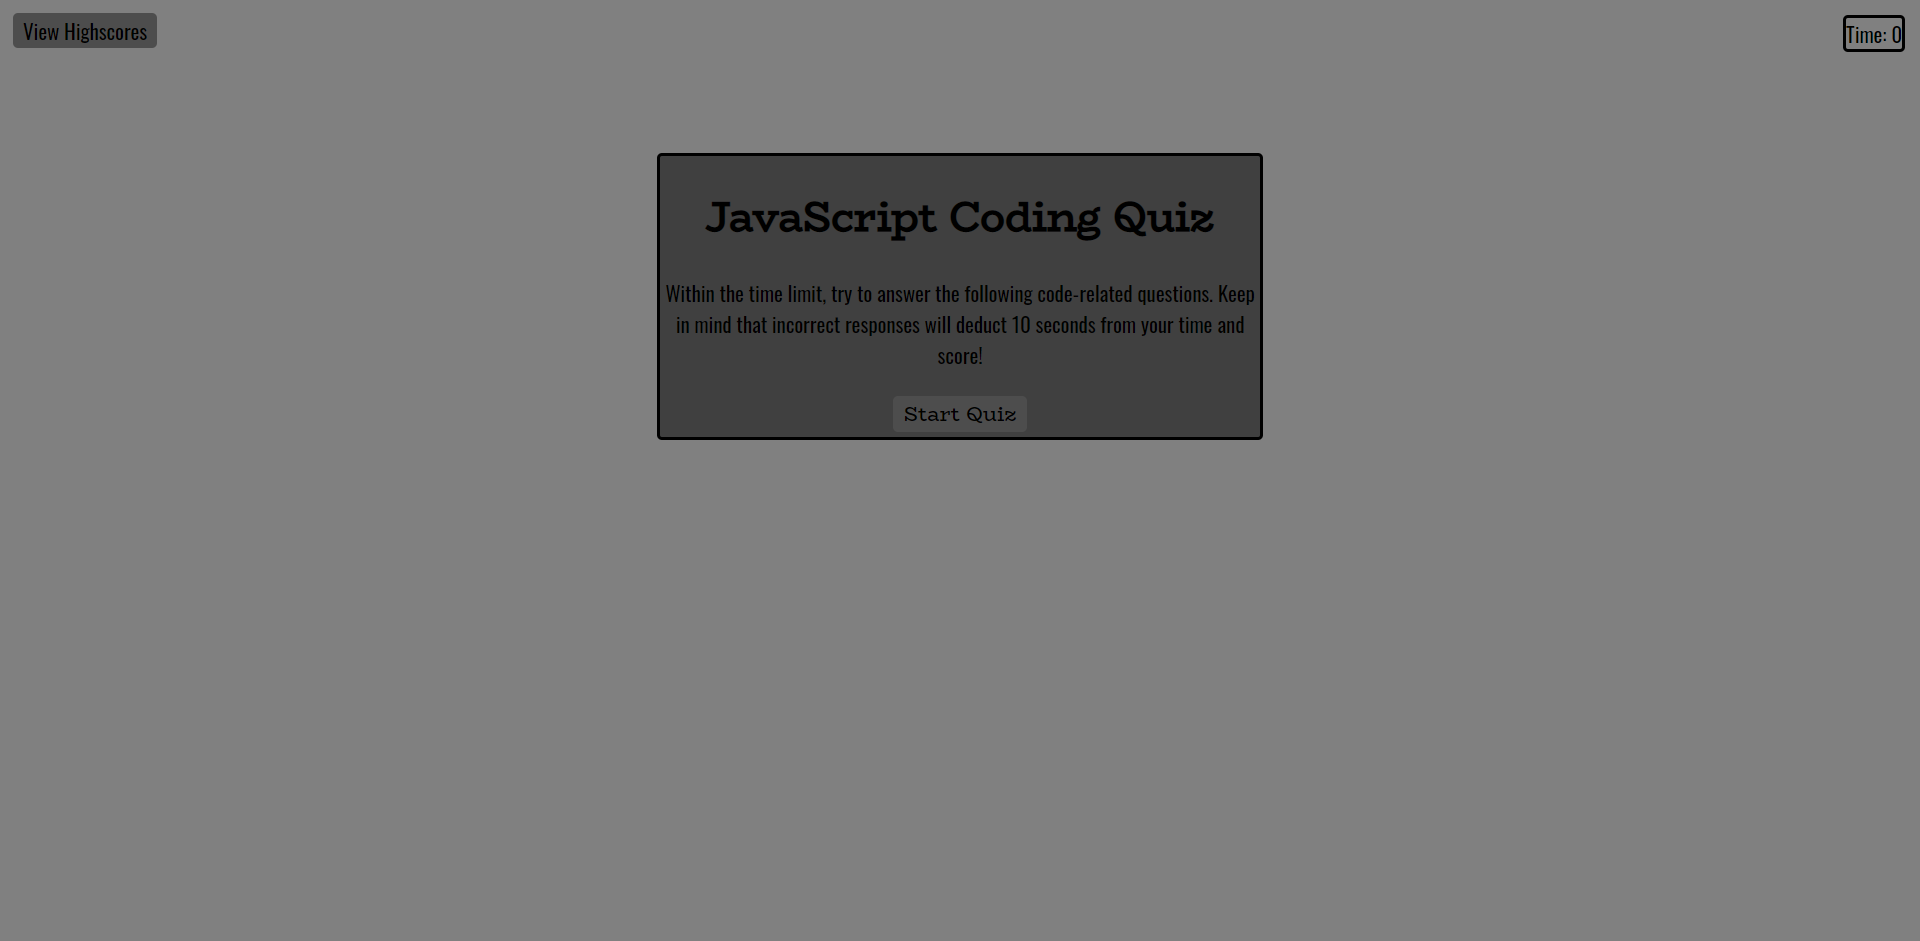 View Highscores
Time: 0
JavaScript Coding Quiz
Within the time limit, try to answer the following code-related questions. Keep
in mind that incorrect responses will deduct 10 seconds from your time and
score!
Start Quiz